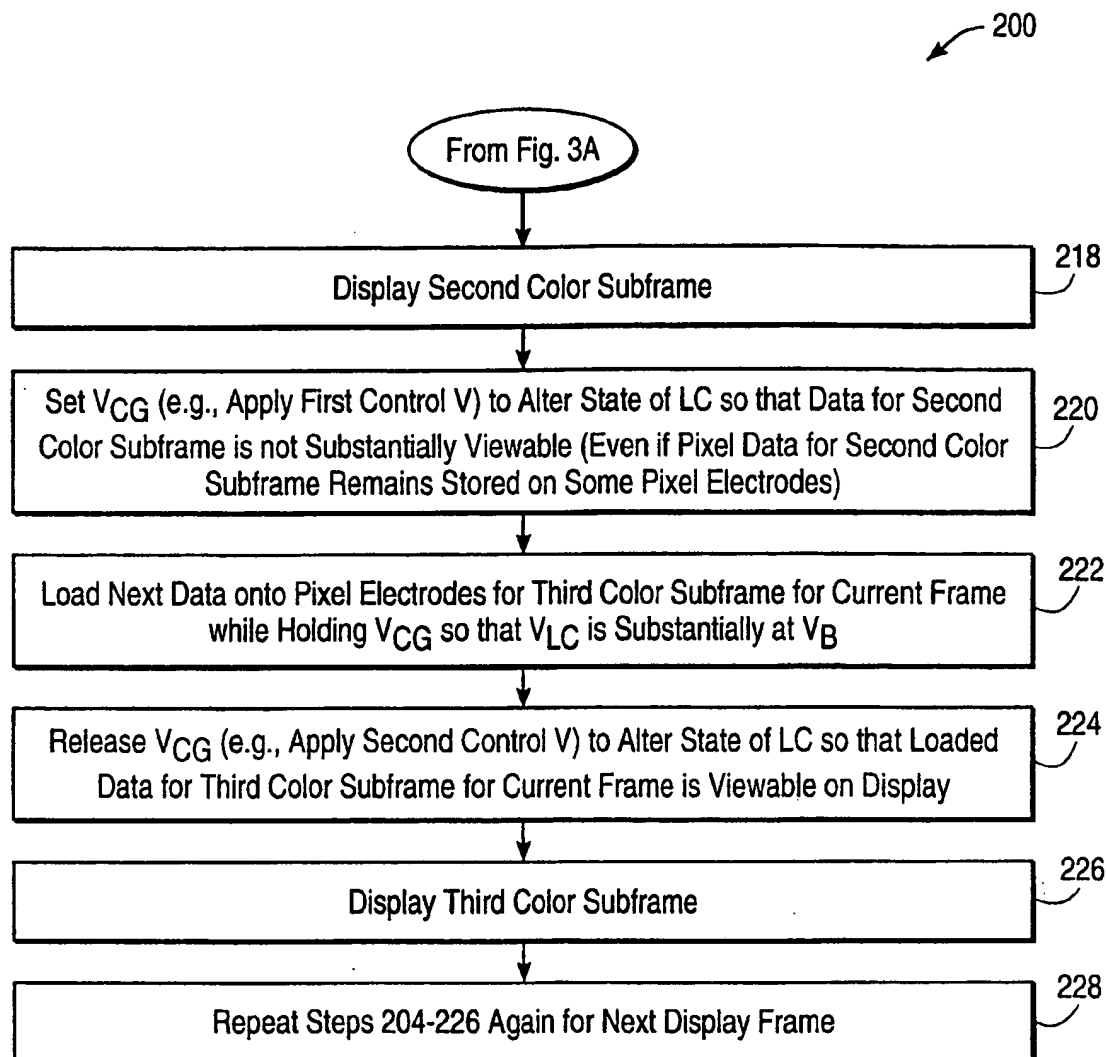 200
From Fig. 3A
Display Second Color Subframe
218
Set VCG (e.g., Apply First Control V) to Alter State of LC so that Data for Second
Color Subframe is not Substantially Viewable (Even if Pixel Data for Second Color
Subframe Remains Stored on Some Pixel Electrodes)
220
Load Next Data onto Pixel Electrodes for Third Color Subframe for Current Frame
while Holding VCG so that VLC is Substantially at VB
222
Release VCG (e.g., Apply Second Control V) to Alter State of LC so that Loaded
Data for Third Color Subframe for Current Frame is Viewable on Display
224
Display Third Color Subframe
226
Repeat Steps 204-226 Again for Next Display Frame
228